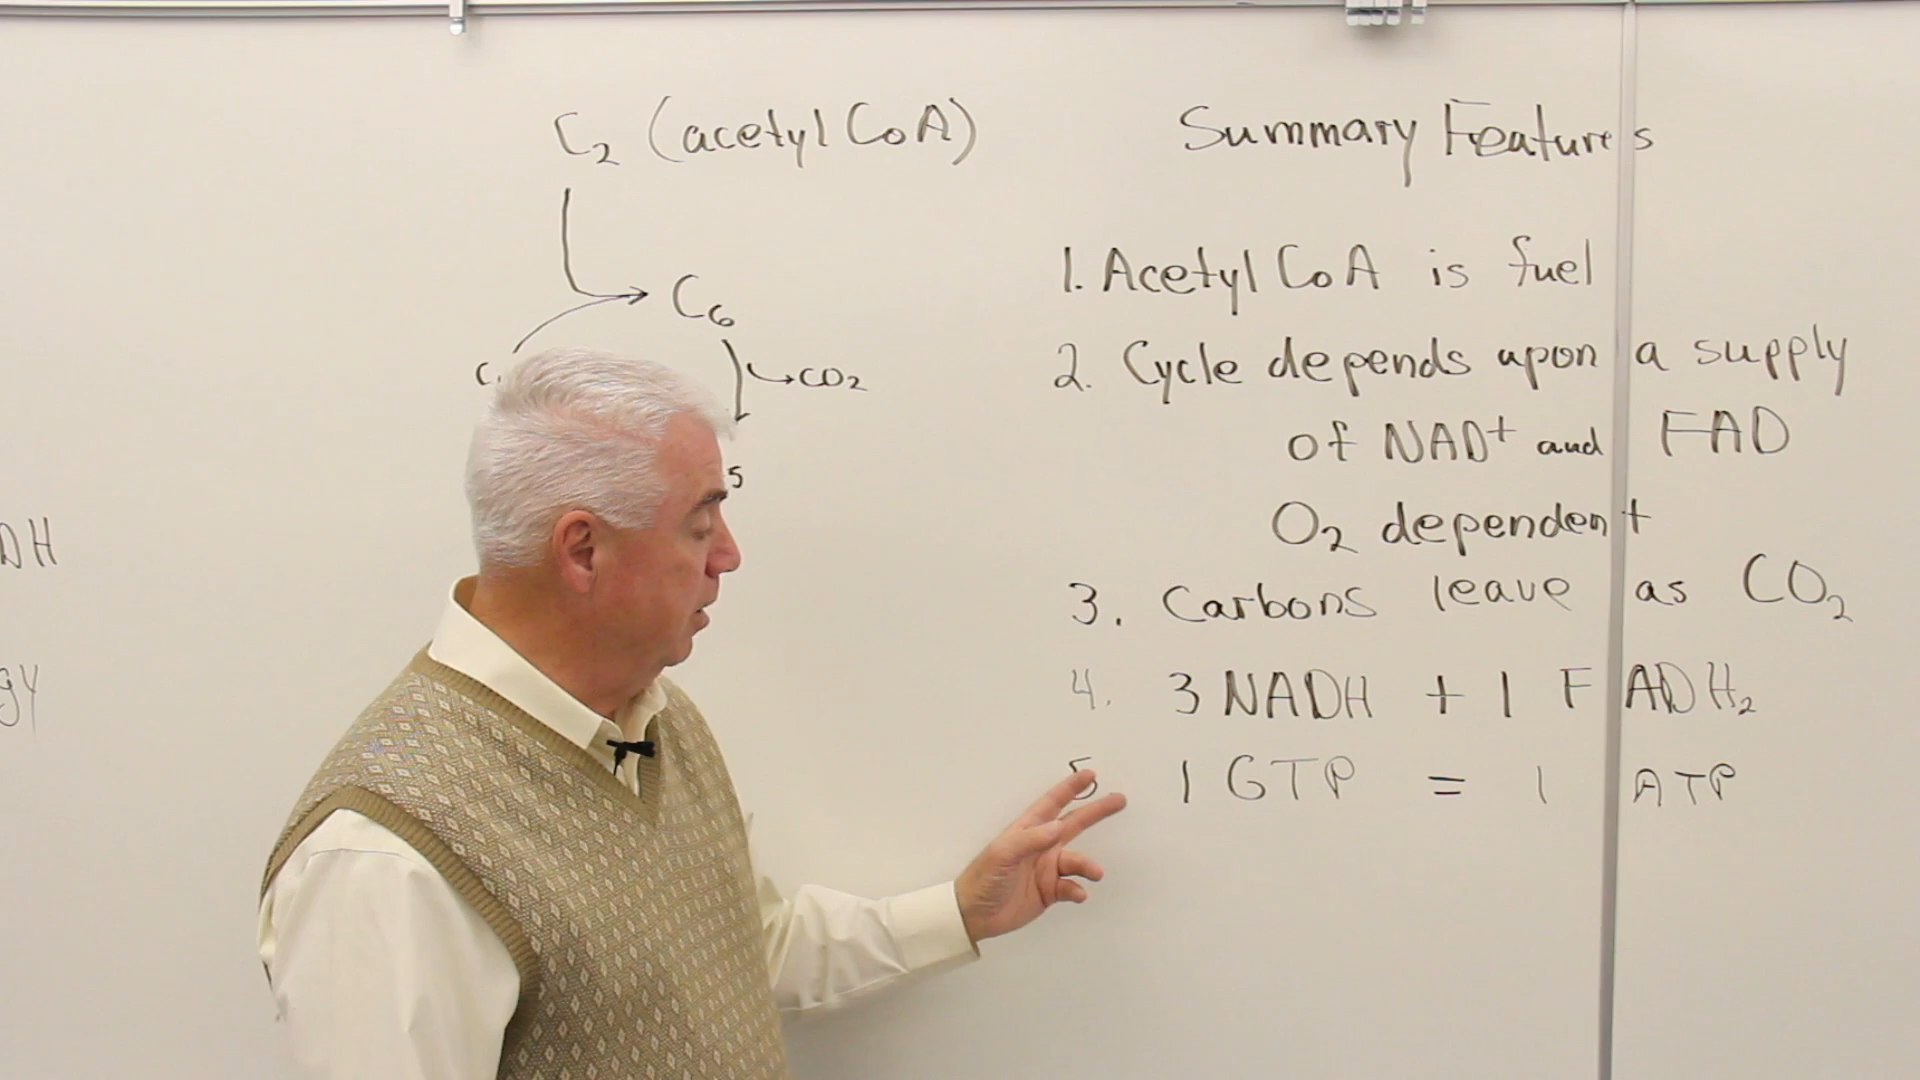 C2 (acetyl CoA)
C6
CO2
5
DH
gy
Summary Features
1. Acetyl CoA is fuel
2. Cycle depends upon a supply
of NAD+ and FAD
O2 dependent
3. Carbons leave as CO2
4. 3 NADH + 1 FADH2
5 1 GTP = 1 ATP